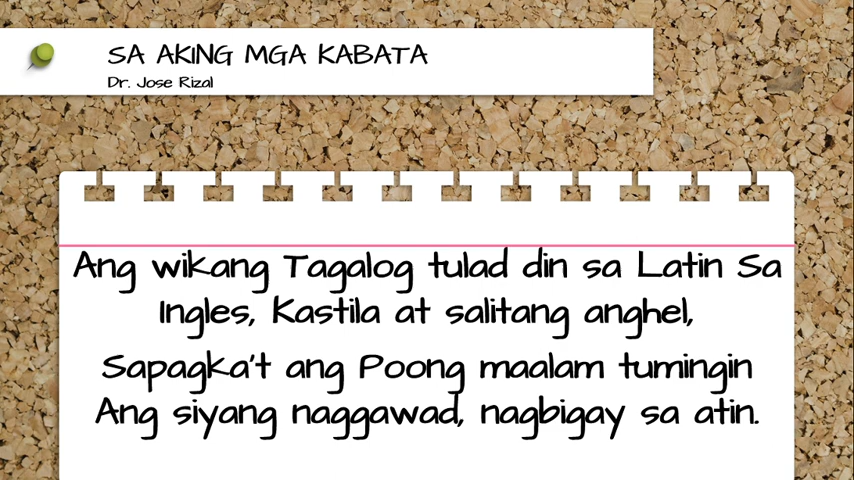 SA AKING MGA KABATA
Dr. Jose Rizal
Ang wikang Tagalog tulad din sa Latin Sa
Ingles, Kastila at salitang anghel,
Sapagka't ang Poong maalam tumingin
Ang siyang naggawad, nagbigay sa atin.